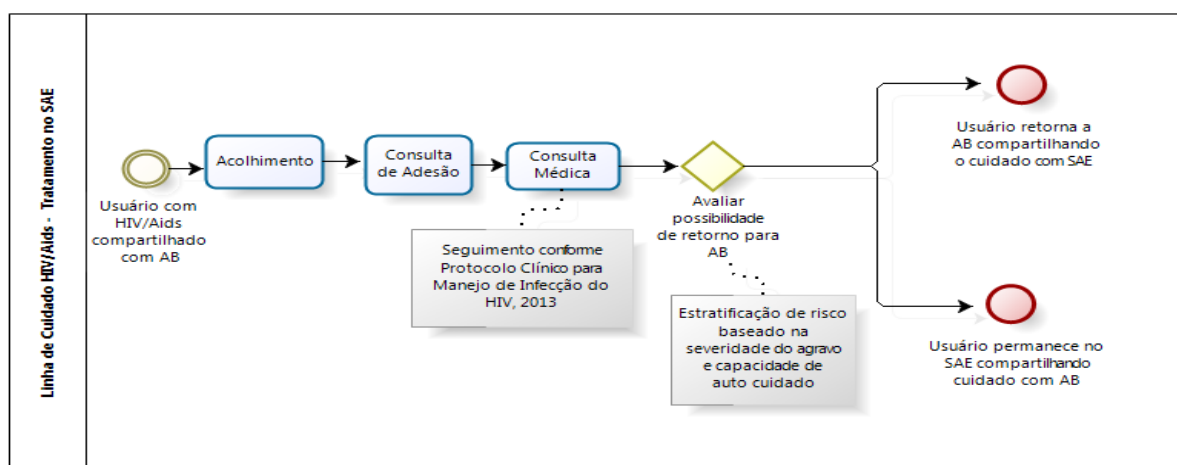 Linha de Cuidado HIV/Aids - Tratamento no SAE
Usuário com
HIV/Aids
compartilhado
com AB
Acolhimento
Consulta
de Adesão
Consulta
Médica
Seguimento conforme
Protocolo Clínico para
Manejo de Infecção do
HIV, 2013
Avaliar
possibilidade
de retorno para
AB
Estratificação de risco
baseado na
severidade do agravo
e capacidade de
auto cuidado
Usuário retorna a
AB compartilhando
o cuidado com SAE
Usuário permanece no
SAE compartilhando
cuidado com AB